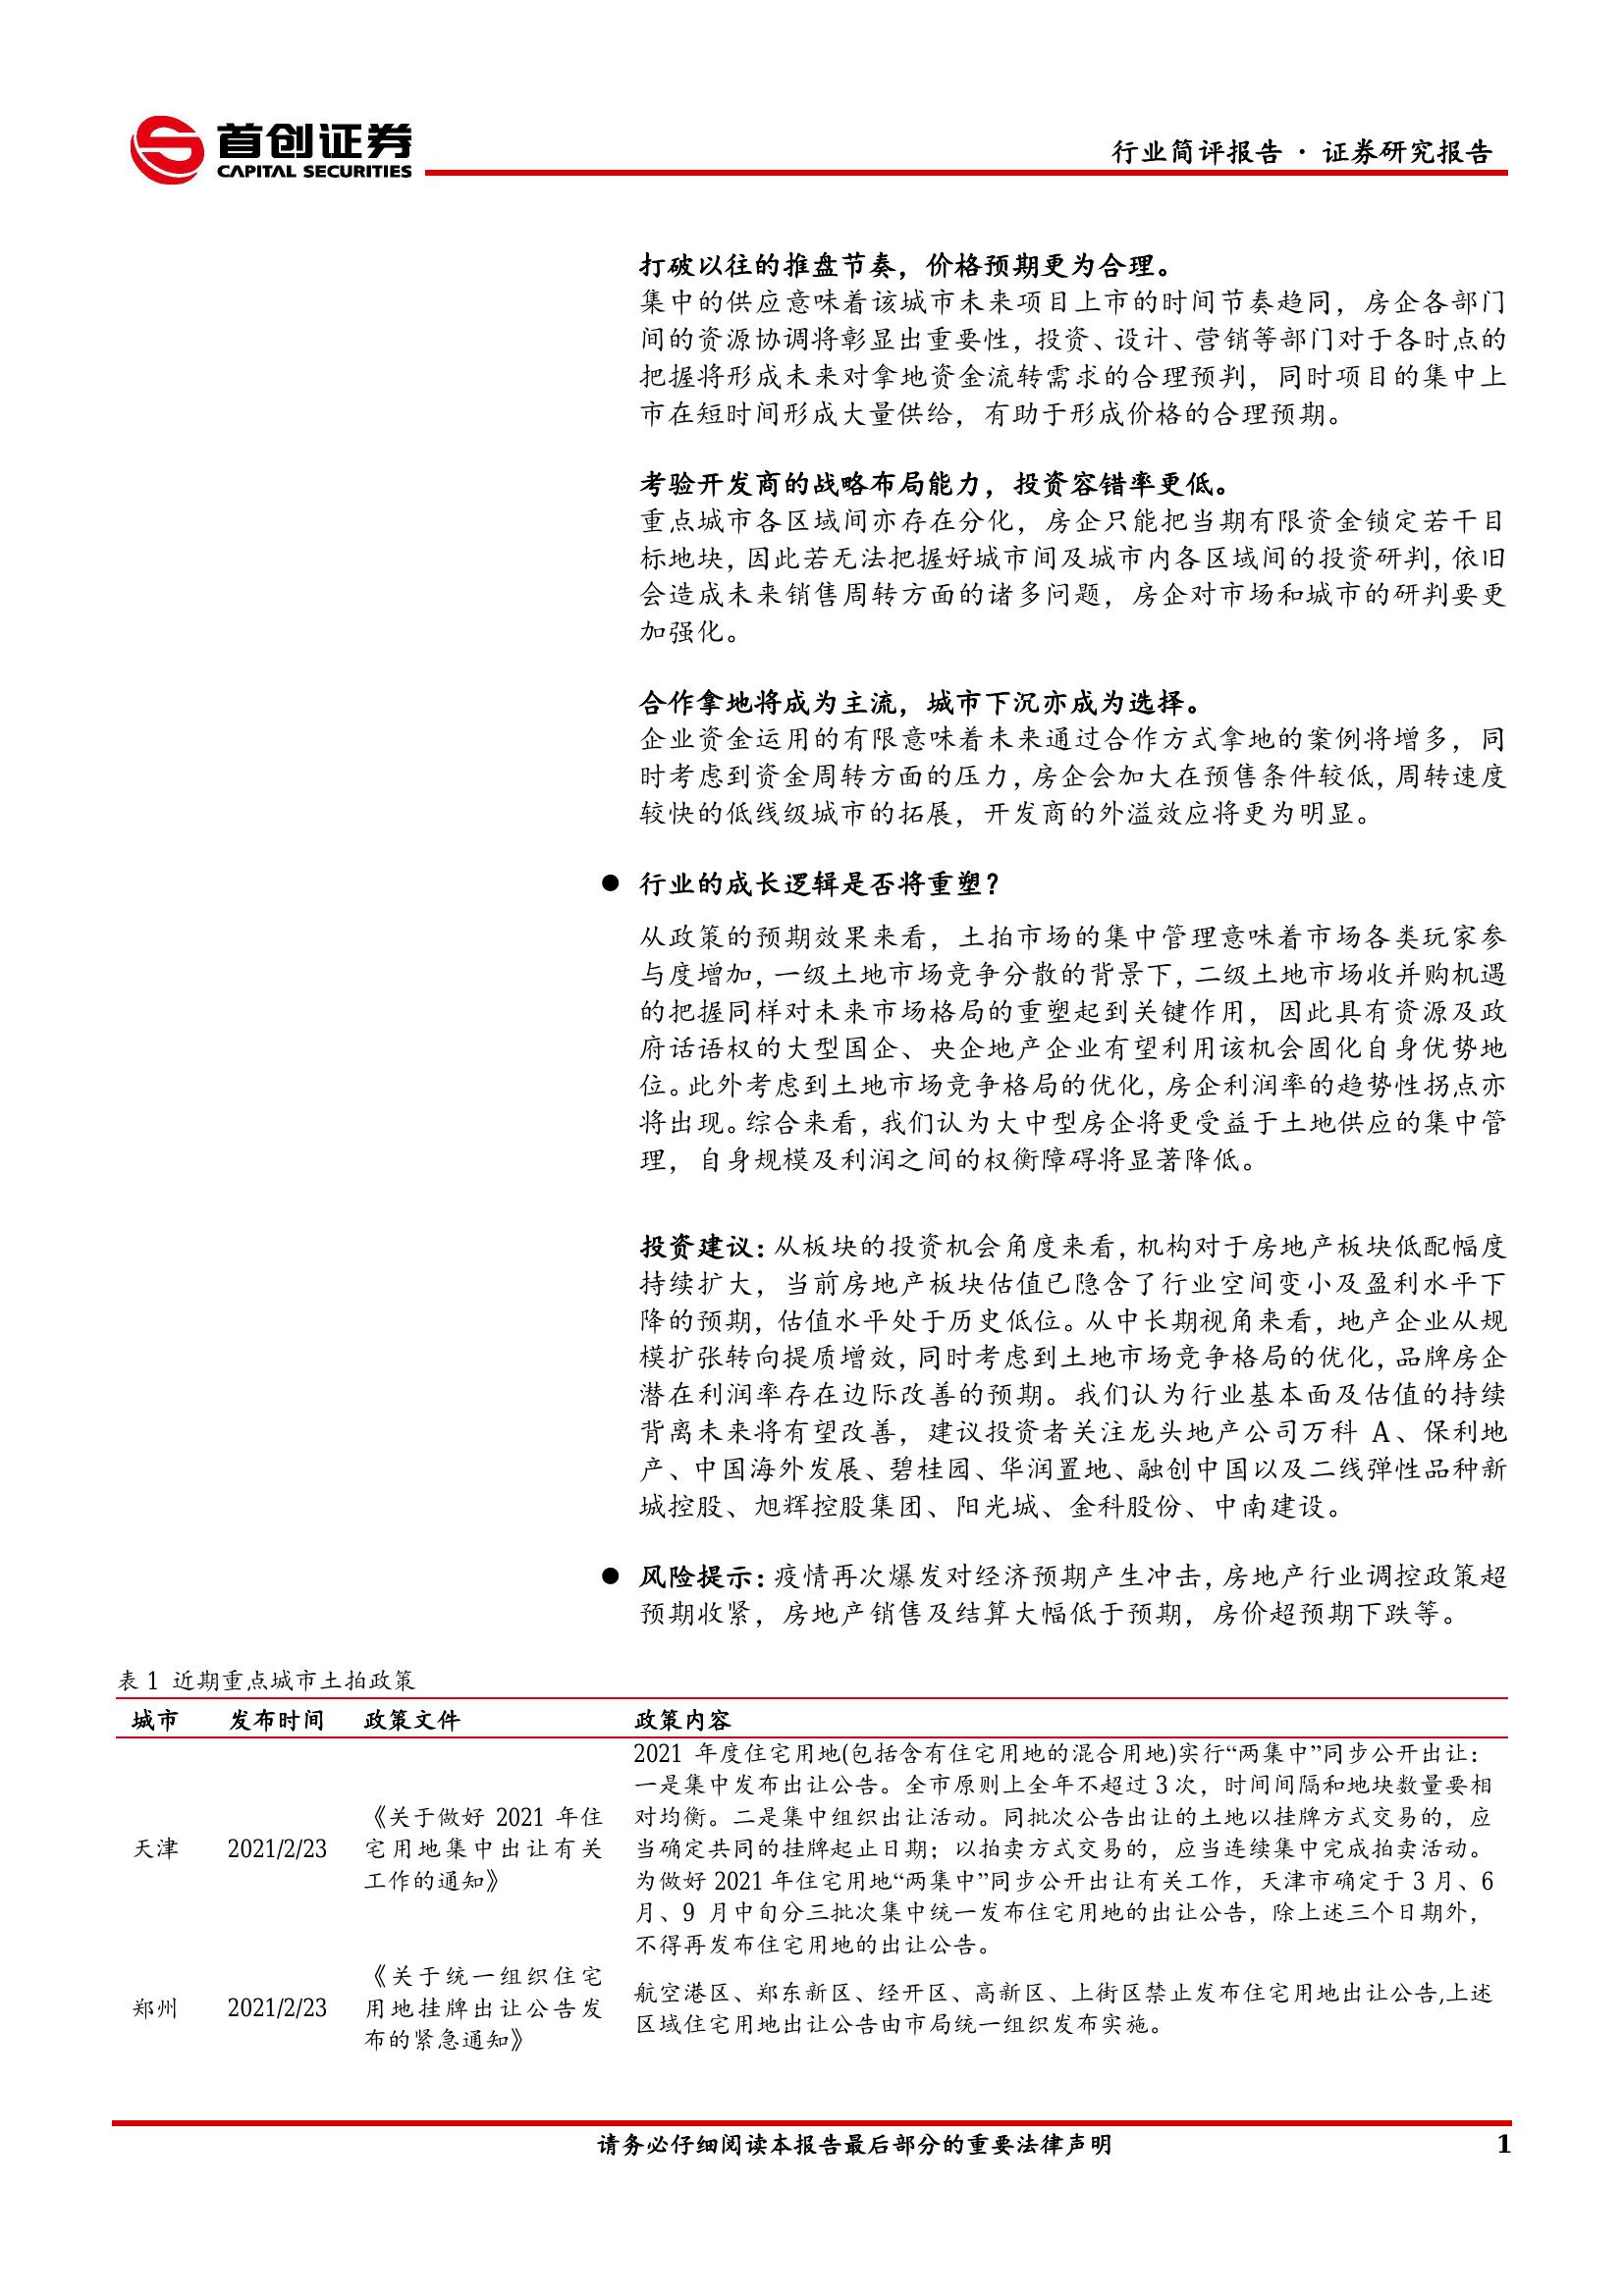 首创证券
CAPITAL SECURITIES
行业简评报告 · 证券研究报告
打破以往的推盘节奏，价格预期更为合理。
集中的供应意味着该城市未来项目上市的时间节奏趋同，房企各部门
间的资源协调将彰显出重要性，投资、设计、营销等部门对于各时点的
把握将形成未来对拿地资金流转需求的合理预判，同时项目的集中上
市在短时间形成大量供给，有助于形成价格的合理预期。
考验开发商的战略布局能力，投资容错率更低。
重点城市各区域间亦存在分化，房企只能把当期有限资金锁定若干目
标地块，因此若无法把握好城市间及城市内各区域间的投资研判，依旧
会造成未来销售周转方面的诸多问题，房企对市场和城市的研判要更
加强化。
合作拿地将成为主流，城市下沉亦成为选择。
企业资金运用的有限意味着未来通过合作方式拿地的案例将增多，同
时考虑到资金周转方面的压力，房企会加大在预售条件较低，周转速度
较快的低线级城市的拓展，开发商的外溢效应将更为明显。
● 行业的成长逻辑是否将重塑？
从政策的预期效果来看，土拍市场的集中管理意味着市场各类玩家参
与度增加，一级土地市场竞争分散的背景下，二级土地市场收并购机遇
的把握同样对未来市场格局的重塑起到关键作用，因此具有资源及政
府话语权的大型国企、央企地产企业有望利用该机会固化自身优势地
位。此外考虑到土地市场竞争格局的优化，房企利润率的趋势性拐点亦
将出现。综合来看，我们认为大中型房企将更受益于土地供应的集中管
理，自身规模及利润之间的权衡障碍将显著降低。
投资建议：从板块的投资机会角度来看，机构对于房地产板块低配幅度
持续扩大，当前房地产板块估值已隐含了行业空间变小及盈利水平下
降的预期，估值水平处于历史低位。从中长期视角来看，地产企业从规
模扩张转向提质增效，同时考虑到土地市场竞争格局的优化，品牌房企
潜在利润率存在边际改善的预期。我们认为行业基本面及估值的持续
背离未来将有望改善，建议投资者关注龙头地产公司万科 A、保利地
产、中国海外发展、碧桂园、华润置地、融创中国以及二线弹性品种新
城控股、旭辉控股集团、阳光城、金科股份、中南建设。
● 风险提示：疫情再次爆发对经济预期产生冲击，房地产行业调控政策超
预期收紧，房地产销售及结算大幅低于预期，房价超预期下跌等。
表 1 近期重点城市土拍政策
城市 发布时间 政策文件 政策内容
2021 年度住宅用地(包括含有住宅用地的混合用地)实行“两集中”同步公开出让：
一是集中发布出让公告。全市原则上全年不超过 3 次，时间间隔和地块数量要相
《关于做好 2021 年住 对均衡。二是集中组织出让活动。同批次公告出让的土地以挂牌方式交易的，应
天津 2021/2/23 宅用地集中出让有关 当确定共同的挂牌起止日期；以拍卖方式交易的，应当连续集中完成拍卖活动。
工作的通知》 为做好 2021 年住宅用地“两集中”同步公开出让有关工作，天津市确定于 3 月、6
月、9 月中旬分三批次集中统一发布住宅用地的出让公告，除上述三个日期外，
不得再发布住宅用地的出让公告。
《关于统一组织住宅 航空港区、郑东新区、经开区、高新区、上街区禁止发布住宅用地出让公告,上述
郑州 2021/2/23 用地挂牌出让公告发 区域住宅用地出让公告由市局统一组织发布实施。
布的紧急通知》
请务必仔细阅读本报告最后部分的重要法律声明 1